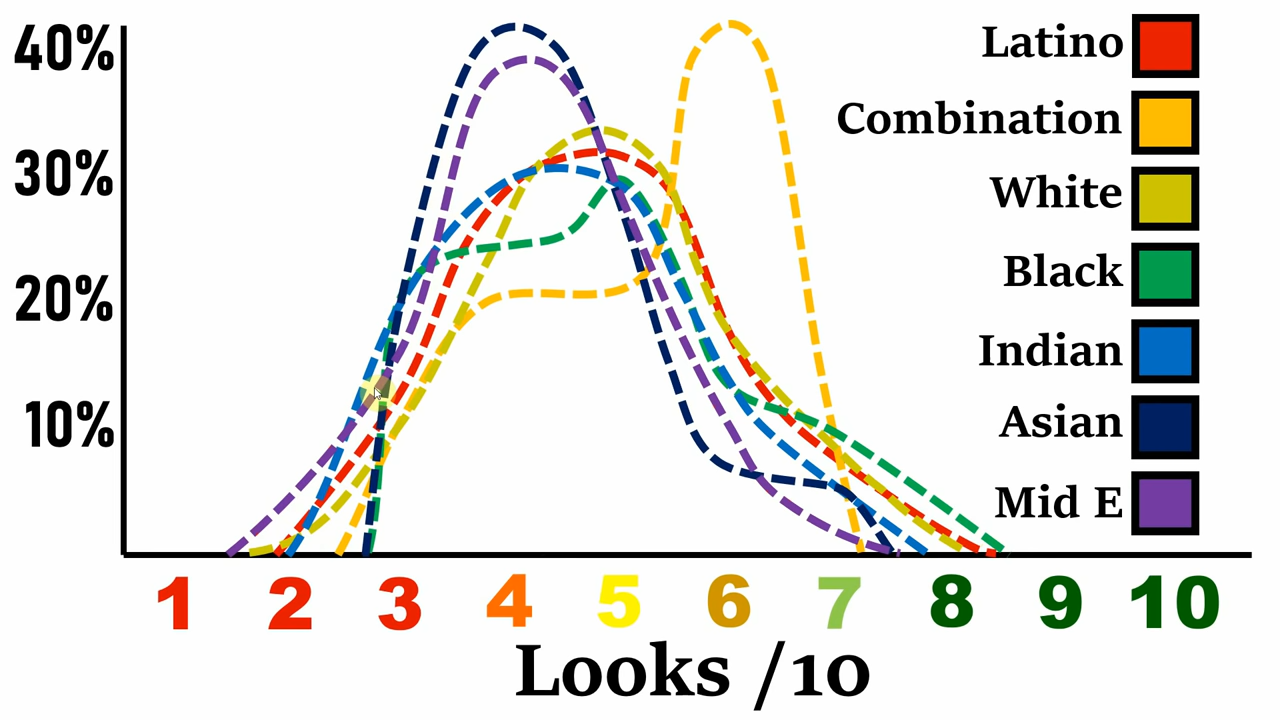 40%
30%
20%
10%
Latino
Combination
White
Black
Indian
Asian
Mid E
1 2 3 4 5 6 7 8 9 10
Looks /10